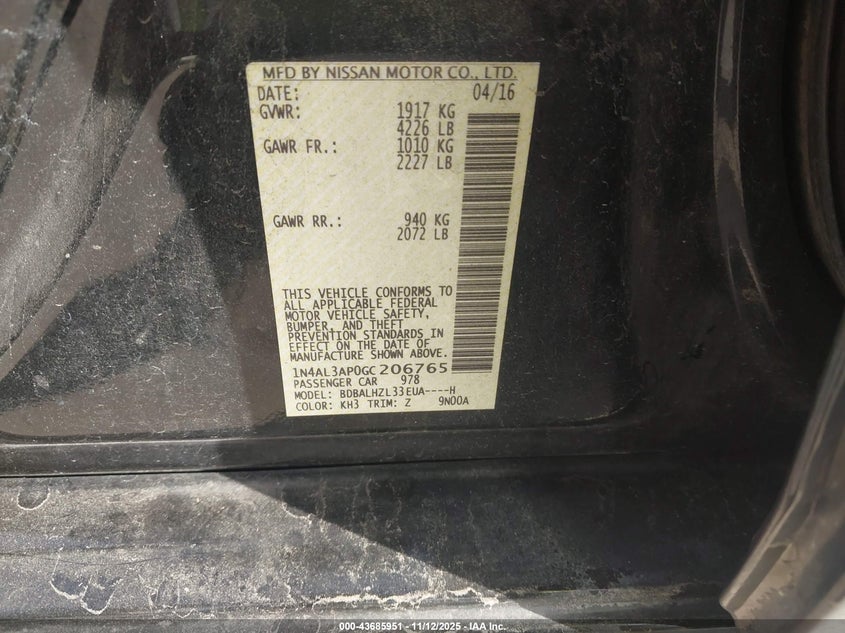 MFD BY NISSAN MOTOR CO., LTD.
DATE: 04/16
GVWR: 1917 KG
4226 LB
GAWR FR.: 1010 KG
2227 LB
GAWR RR.: 940 KG
2072 LB
THIS VEHICLE CONFORMS TO
ALL APPLICABLE FEDERAL
MOTOR VEHICLE SAFETY,
BUMPER, AND THEFT
PREVENTION STANDARDS IN
EFFECT ON THE DATE OF
MANUFACTURE SHOWN ABOVE.
1N4AL3AP0GC206765
PASSENGER CAR 978
MODEL: BDBALHZL33EUA----H
COLOR: KH3 TRIM: Z 9N00A
000-43685951 - 11/12/2025 - IAA Inc.